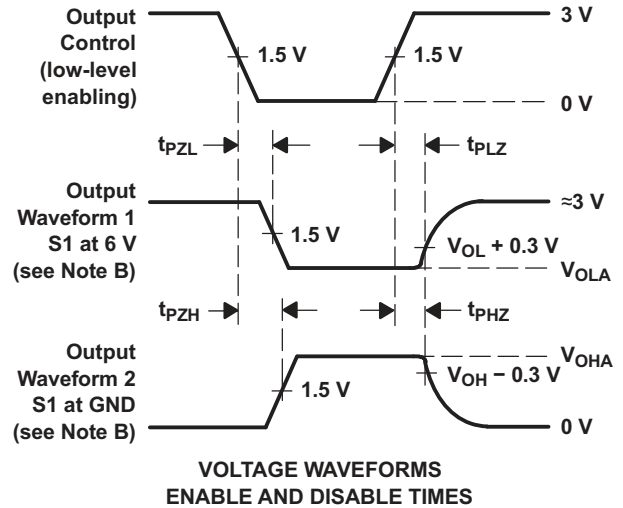 Output
Control
(low-level
enabling)
1.5 V
1.5 V
3 V
0 V
tPZL
tPLZ
Output
Waveform 1
S1 at 6 V
(see Note B)
1.5 V
≈3 V
VOL + 0.3 V
VOLA
tPZH
tPHZ
Output
Waveform 2
S1 at GND
(see Note B)
1.5 V
VOHA
VOH − 0.3 V
0 V
VOLTAGE WAVEFORMS
ENABLE AND DISABLE TIMES